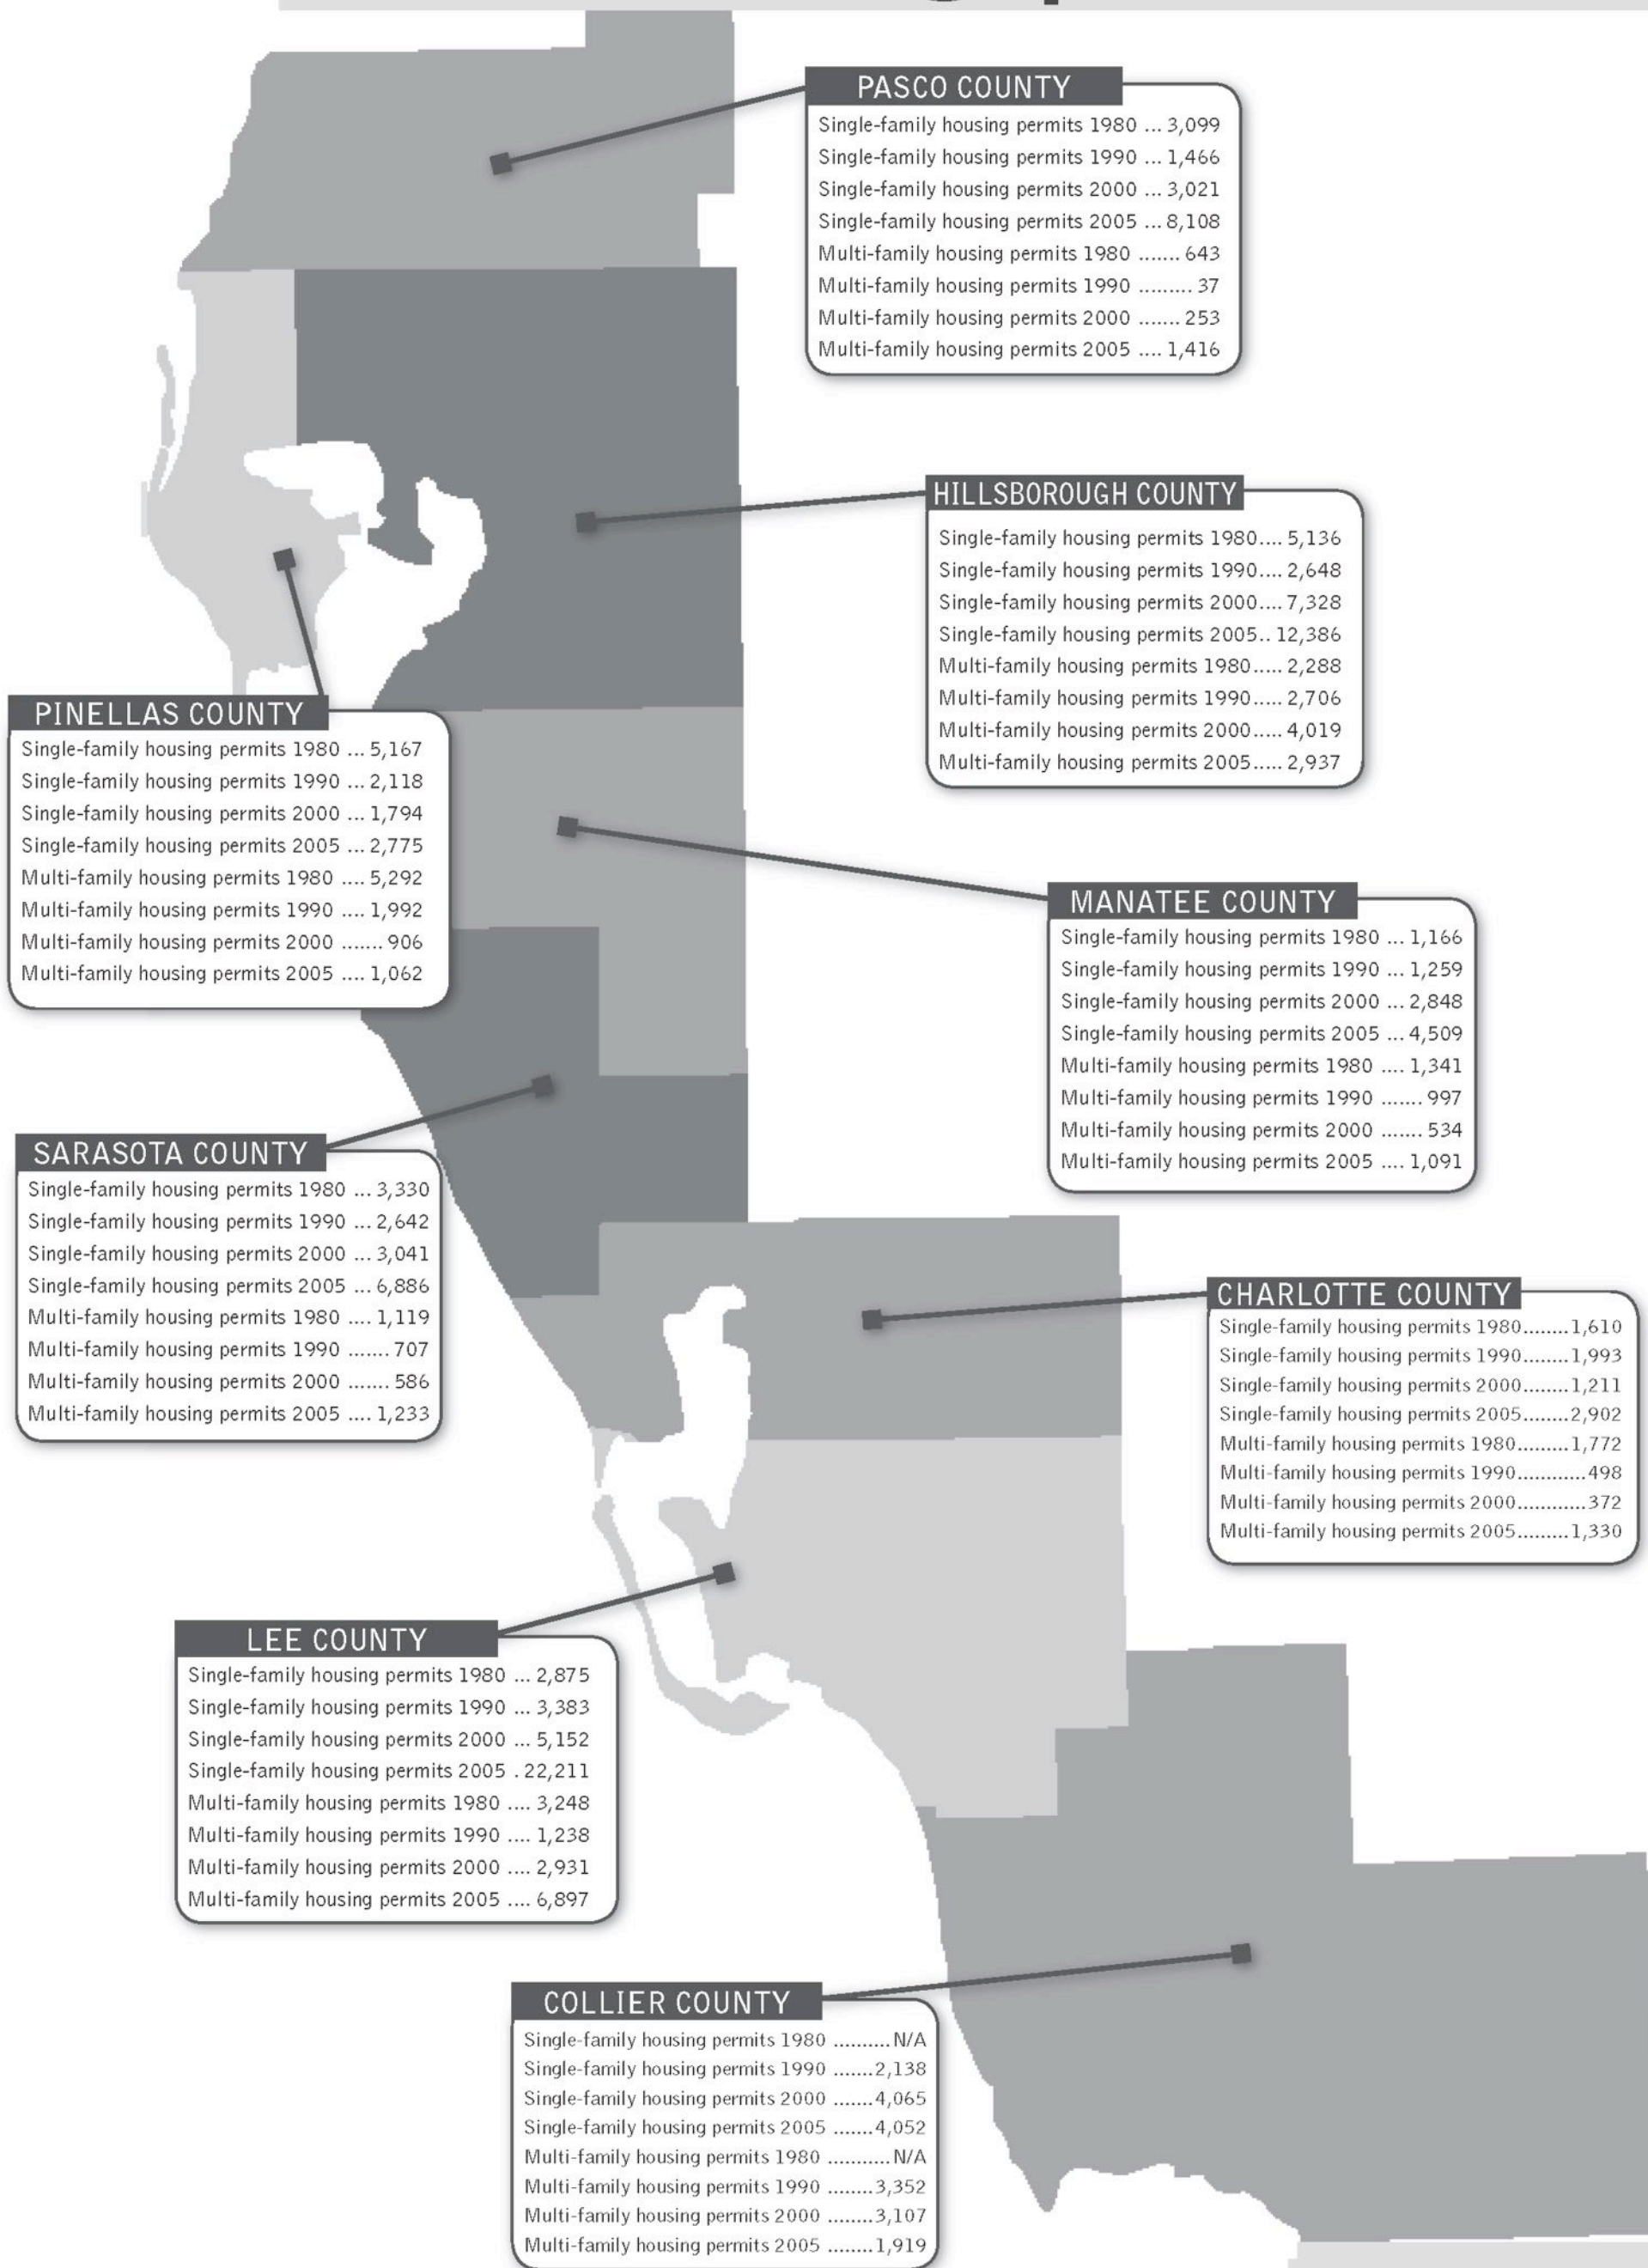 PASCO COUNTY
Single-family housing permits 1980 ... 3,099
Single-family housing permits 1990 ... 1,466
Single-family housing permits 2000 ... 3,021
Single-family housing permits 2005 ... 8,108
Multi-family housing permits 1980 ....... 643
Multi-family housing permits 1990 ......... 37
Multi-family housing permits 2000 ....... 253
Multi-family housing permits 2005 .... 1,416
HILLSBOROUGH COUNTY
Single-family housing permits 1980.... 5,136
Single-family housing permits 1990.... 2,648
Single-family housing permits 2000.... 7,328
Single-family housing permits 2005.. 12,386
Multi-family housing permits 1980..... 2,288
Multi-family housing permits 1990..... 2,706
Multi-family housing permits 2000..... 4,019
Multi-family housing permits 2005..... 2,937
PINELLAS COUNTY
Single-family housing permits 1980 ... 5,167
Single-family housing permits 1990 ... 2,118
Single-family housing permits 2000 ... 1,794
Single-family housing permits 2005 ... 2,775
Multi-family housing permits 1980 .... 5,292
Multi-family housing permits 1990 .... 1,992
Multi-family housing permits 2000 ....... 906
Multi-family housing permits 2005 .... 1,062
MANATEE COUNTY
Single-family housing permits 1980 ... 1,166
Single-family housing permits 1990 ... 1,259
Single-family housing permits 2000 ... 2,848
Single-family housing permits 2005 ... 4,509
Multi-family housing permits 1980 .... 1,341
Multi-family housing permits 1990 ....... 997
Multi-family housing permits 2000 ....... 534
Multi-family housing permits 2005 .... 1,091
SARASOTA COUNTY
Single-family housing permits 1980 ... 3,330
Single-family housing permits 1990 ... 2,642
Single-family housing permits 2000 ... 3,041
Single-family housing permits 2005 ... 6,886
Multi-family housing permits 1980 .... 1,119
Multi-family housing permits 1990 ....... 707
Multi-family housing permits 2000 ....... 586
Multi-family housing permits 2005 .... 1,233
CHARLOTTE COUNTY
Single-family housing permits 1980........1,610
Single-family housing permits 1990........1,993
Single-family housing permits 2000........1,211
Single-family housing permits 2005........2,902
Multi-family housing permits 1980.........1,772
Multi-family housing permits 1990............498
Multi-family housing permits 2000............372
Multi-family housing permits 2005.........1,330
LEE COUNTY
Single-family housing permits 1980 ... 2,875
Single-family housing permits 1990 ... 3,383
Single-family housing permits 2000 ... 5,152
Single-family housing permits 2005 . 22,211
Multi-family housing permits 1980 .... 3,248
Multi-family housing permits 1990 .... 1,238
Multi-family housing permits 2000 .... 2,931
Multi-family housing permits 2005 .... 6,897
COLLIER COUNTY
Single-family housing permits 1980 ..........N/A
Single-family housing permits 1990 .......2,138
Single-family housing permits 2000 .......4,065
Single-family housing permits 2005 .......4,052
Multi-family housing permits 1980 ...........N/A
Multi-family housing permits 1990 ........3,352
Multi-family housing permits 2000 ........3,107
Multi-family housing permits 2005 ........1,919